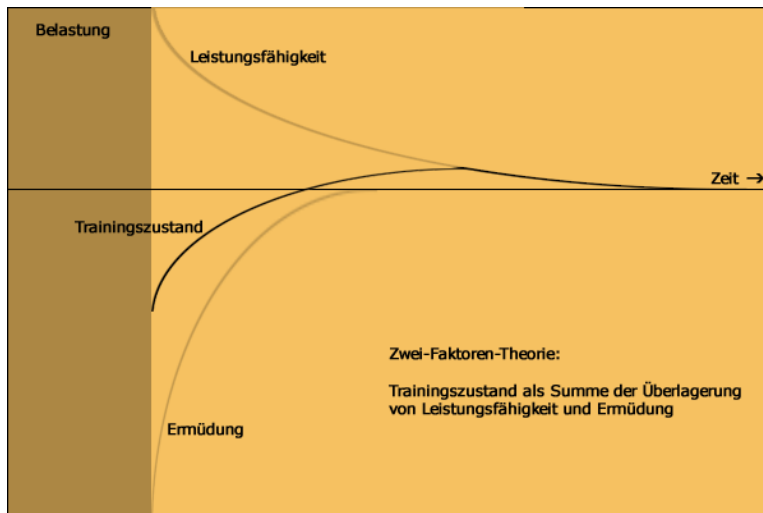 Belastung
Leistungsfähigkeit
Zeit →
Trainingszustand
Zwei-Faktoren-Theorie:
Trainingszustand als Summe der Überlagerung
von Leistungsfähigkeit und Ermüdung
Ermüdung